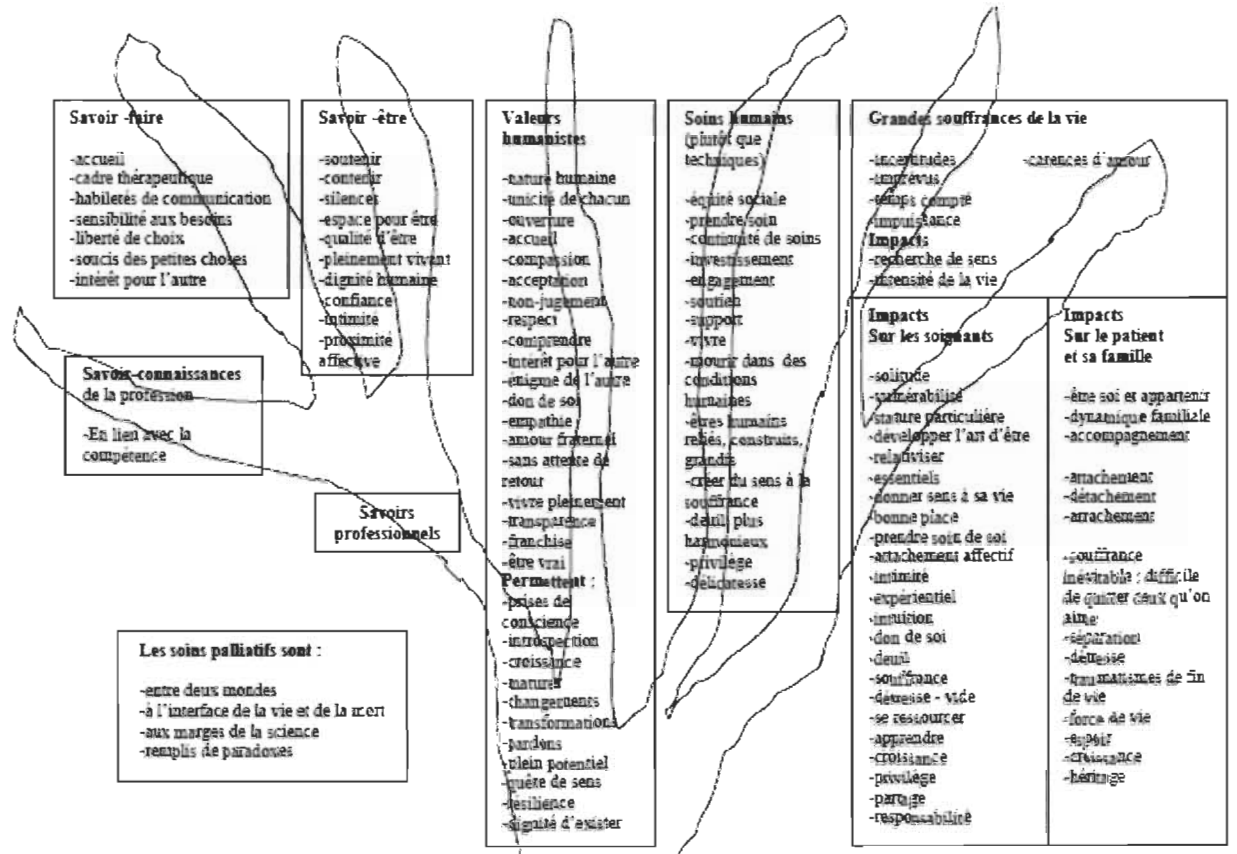 Savoir -faire
-accueil
-cadre thérapeutique
-habiletés de communication
-sensibilité aux besoins
-liberté de choix
-soucis des petites choses
-intérêt pour l'autre
Savoir -être
-soutenir
-contenir
-silences
-espace pour être
-qualité d'être
-pleinement vivant
-dignité humaine
-confiance
-intimité
-proximité
affective
Savoir-connaissances
de la profession
-En lien avec la
compétence
Savoirs
professionnels
Les soins palliatifs sont :
-entre deux mondes
-à l'interface de la vie et de la mort
-aux marges de la science
-remplis de paradoxes
Valeurs
humanistes
-nature humaine
-unicité de chacun
-ouverture
-accueil
-compassion
-acceptation
-non-jugement
-respect
-comprendre
-intérêt pour l'autre
-énigme de l'autre
-don de soi
-empathie
-amour fraternel
-sans attente de
retour
-vivre pleinement
-transparence
-franchise
-être vrai
Permettent :
-prises de
conscience
-introspection
-croissance
-maturer
-changements
-transformations
-pardons
-plein potentiel
-quête de sens
-résilience
-dignité d'exister
Soins humains
(plutôt que
techniques)
-équité sociale
-prendre soin
-continuité de soins
-investissement
-engagement
-soutien
-support
-vivre
-mourir dans des
conditions
humaines
-êtres humains
reliés, construits,
grandis
-créer du sens à la
souffrance
-deuil plus
harmonieux
-privilège
-délicatesse
Grandes souffrances de la vie
-incertitudes -carences d'amour
-imprévus
-temps compté
-impuissance
Impacts
-recherche de sens
-intensité de la vie
Impacts
Sur les soignants
-solitude
-vulnérabilité
-stature particulière
-développer l'art d'être
-relativiser
-essentiels
-donner sens à sa vie
-bonne place
-prendre soin de soi
-attachement affectif
-intimité
-expérientiel
-intuition
-don de soi
-deuil
-souffrance
-détresse - vide
-se ressourcer
-apprendre
-croissance
-privilège
-partage
-responsabilité
Impacts
Sur le patient
et sa famille
-être soi et appartenir
-dynamique familiale
-accompagnement
-attachement
-détachement
-arrachement
-souffrance
inévitable : difficile
de quitter ceux qu'on
aime
-séparation
-détresse
-traumatismes de fin
de vie
-force de vie
-espoir
-croissance
-héritage